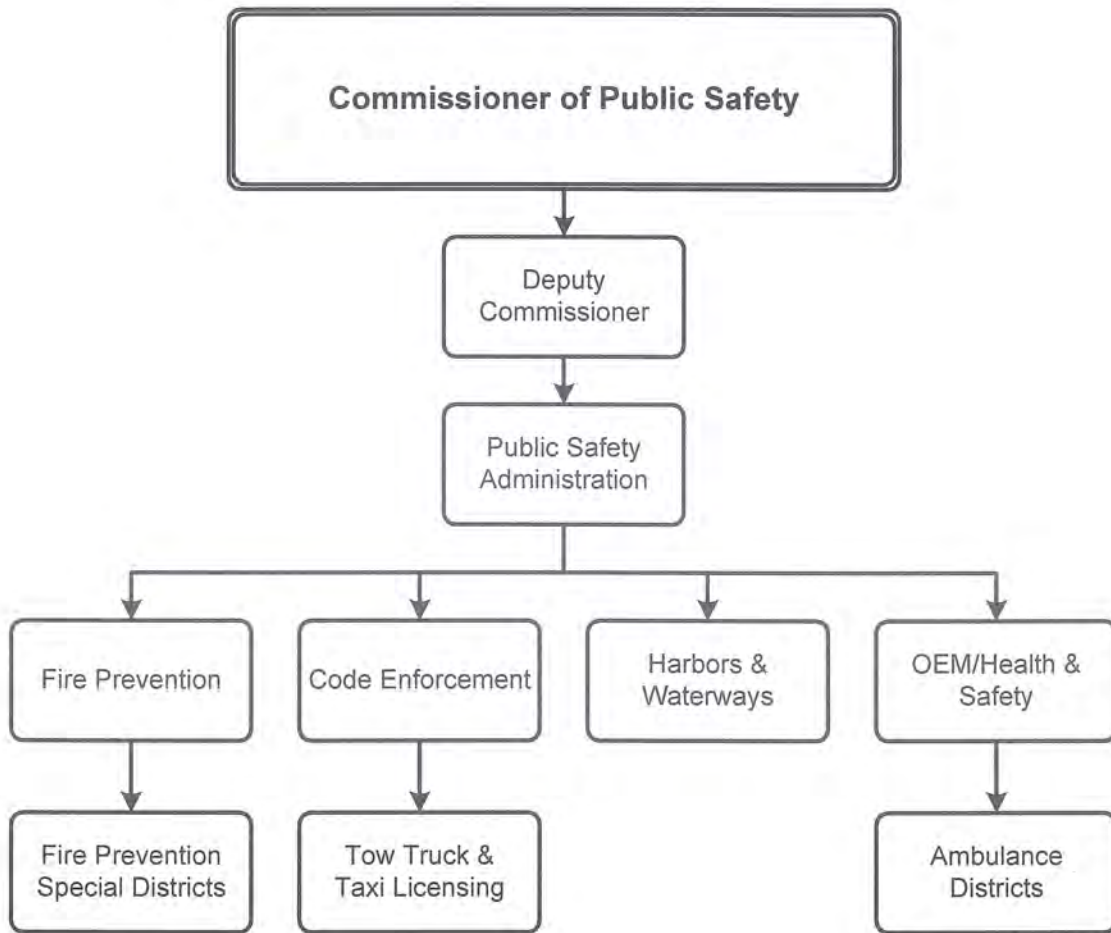 Commissioner of Public Safety
Deputy
Commissioner
Public Safety
Administration
Fire Prevention
Code Enforcement
Harbors &
Waterways
OEM/Health &
Safety
Fire Prevention
Special Districts
Tow Truck &
Taxi Licensing
Ambulance
Districts